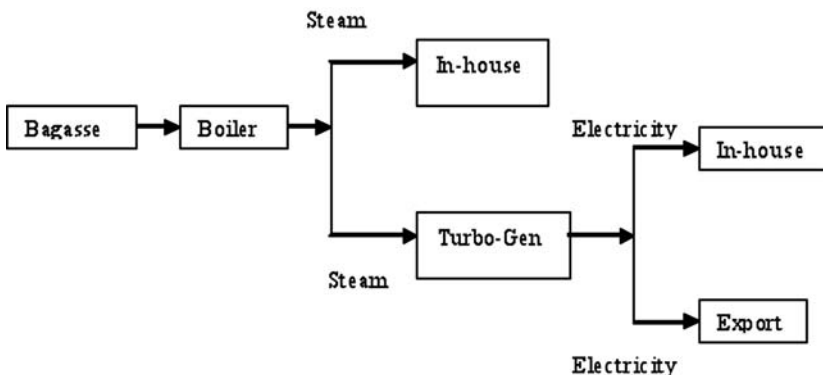 Steam
In-house
Bagasse
Boiler
Electricity
In-house
Turbo-Gen
Steam
Export
Electricity